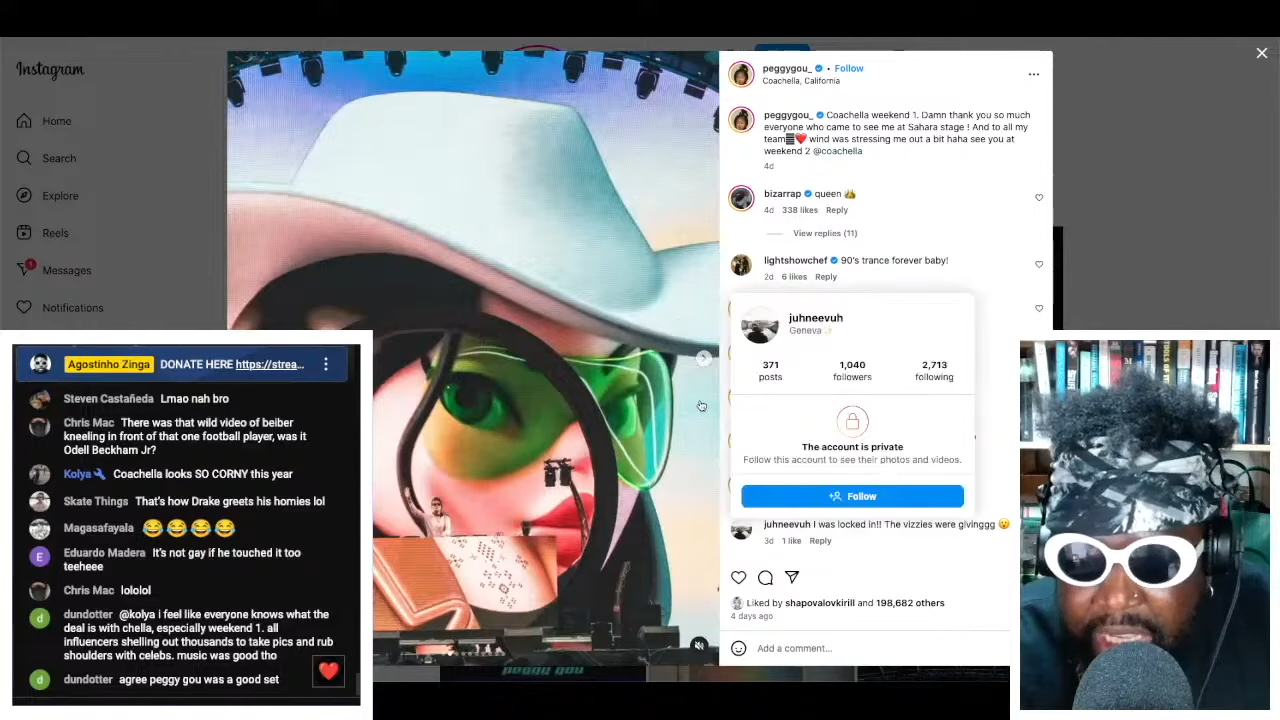 Instagram
Home
Search
Explore
Reels
1
Messages
Notifications
peggygou_ • Follow
Coachella, California
peggygou_ Coachella weekend 1. Damn thank you so much
everyone who came to see me at Sahara stage ! And to all my
team❤️ wind was stressing me out a bit haha see you at
weekend 2 @coachella
4d
bizarrap queen 👑
4d 338 likes Reply
View replies (11)
lightshowchef 90's trance forever baby!
2d 6 likes Reply
juhneevuh
Geneva ✨
371 1,040 2,713
posts followers following
The account is private
Follow this account to see their photos and videos.
Follow
juhneevuh I was locked in!! The vizzies were givinggg 😮
3d 1 like Reply
Liked by shapovalovkirill and 198,682 others
4 days ago
Add a comment...
peggy gou
Agostinho Zinga DONATE HERE https://strea...
Steven Castañeda Lmao nah bro
Chris Mac There was that wild video of beiber
kneeling in front of that one football player, was it
Odell Beckham Jr?
Kolya Coachella looks SO CORNY this year
Skate Things That's how Drake greets his homies lol
Magasafayala 😂😂😂😂
E Eduardo Madera It's not gay if he touched it too
teeheee
Chris Mac lololol
d dundotter @kolya i feel like everyone knows what the
deal is with chella, especially weekend 1. all
influencers shelling out thousands to take pics and rub
shoulders with celebs. music was good tho
d dundotter agree peggy gou was a good set